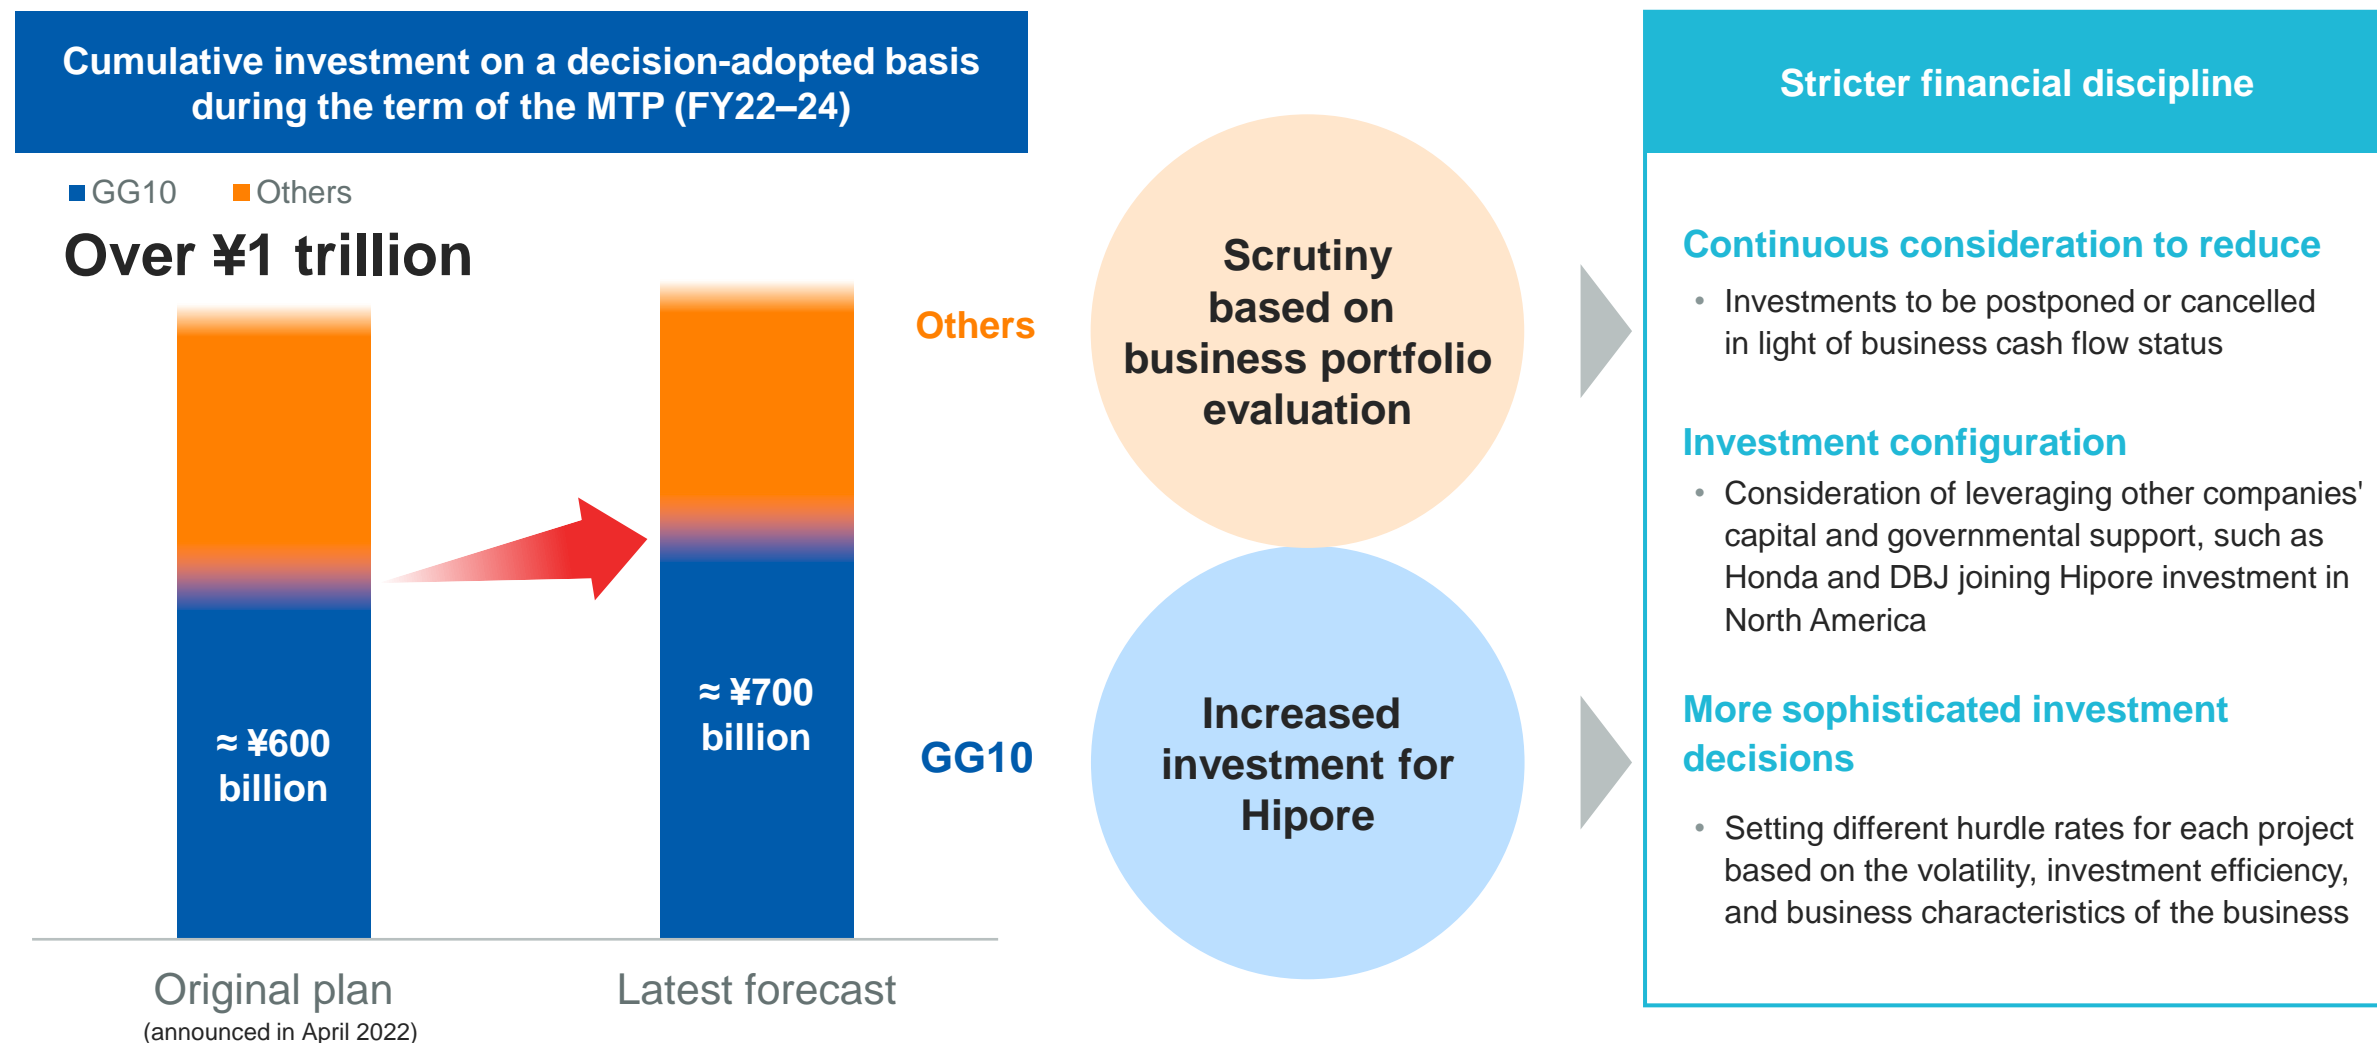 Cumulative investment on a decision-adopted basis
during the term of the MTP (FY22–24)
GG10
Others
Over ¥1 trillion
≈ ¥600
billion
≈ ¥700
billion
Original plan
(announced in April 2022)
Latest forecast
Others
GG10
Scrutiny
based on
business portfolio
evaluation
Increased
investment for
Hipore
Stricter financial discipline
Continuous consideration to reduce
• Investments to be postponed or cancelled
in light of business cash flow status
Investment configuration
• Consideration of leveraging other companies'
capital and governmental support, such as
Honda and DBJ joining Hipore investment in
North America
More sophisticated investment
decisions
• Setting different hurdle rates for each project
based on the volatility, investment efficiency,
and business characteristics of the business